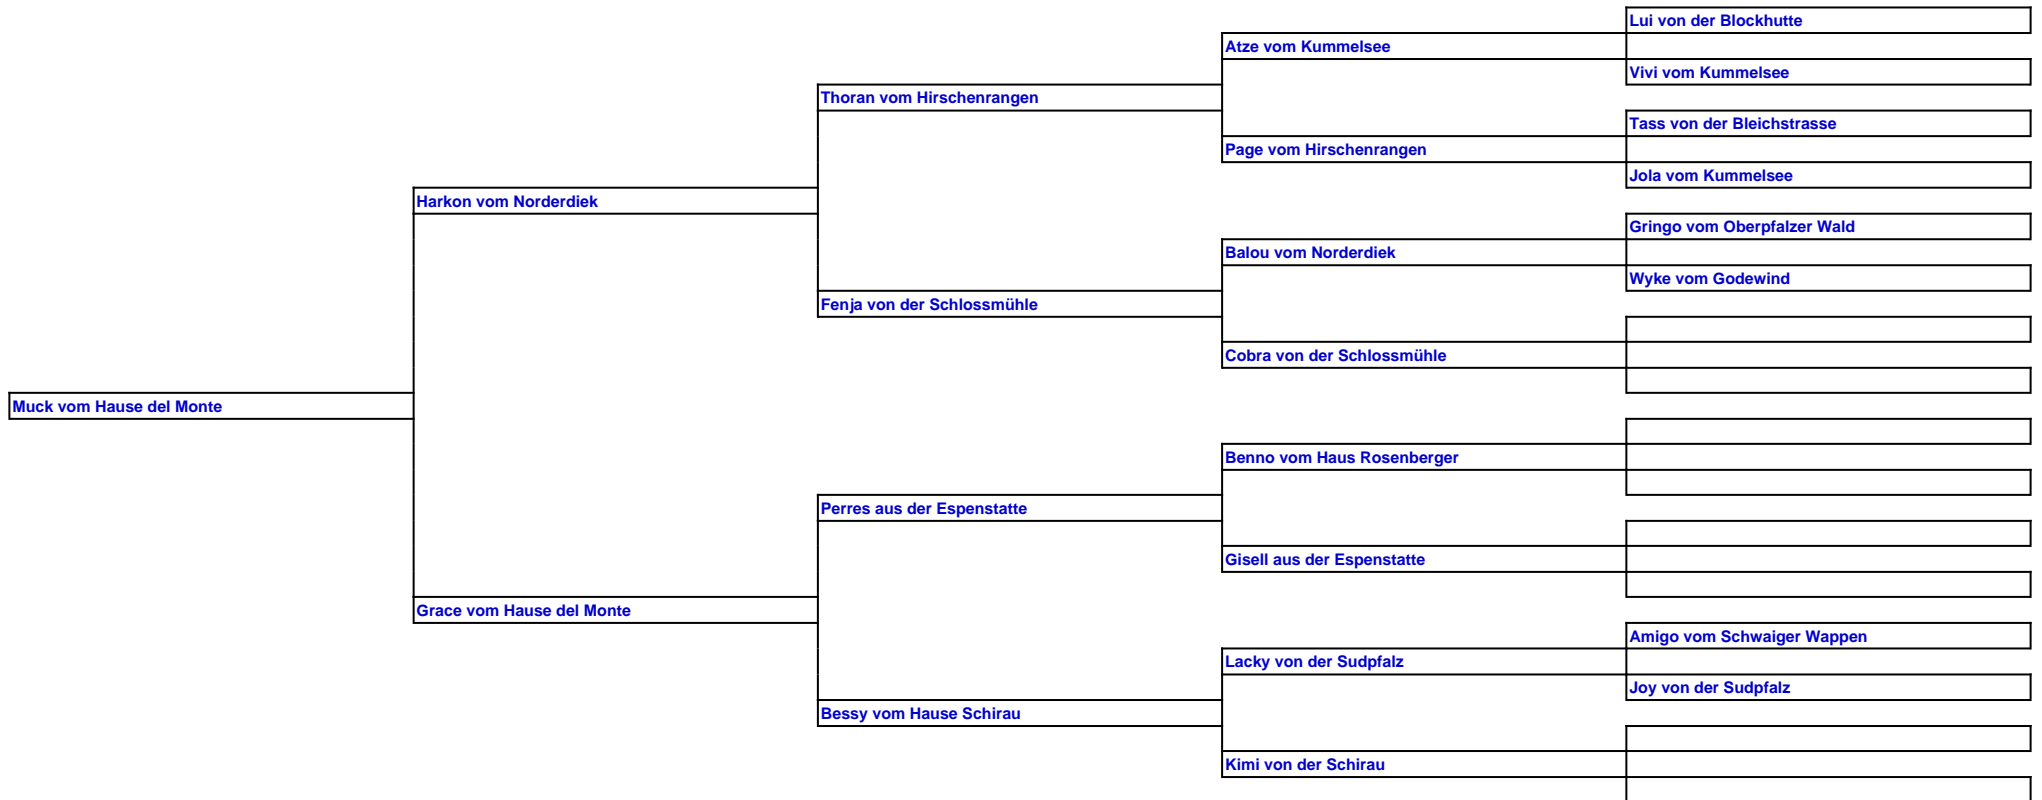 Lui von der Blockhutte
Atze vom Kummelsee
Vivi vom Kummelsee
Thoran vom Hirschenrangen
Tass von der Bleichstrasse
Page vom Hirschenrangen
Jola vom Kummelsee
Harkon vom Norderdiek
Gringo vom Oberpfalzer Wald
Balou vom Norderdiek
Wyke vom Godewind
Fenja von der Schlossmühle
Cobra von der Schlossmühle
Muck vom Hause del Monte
Benno vom Haus Rosenberger
Perres aus der Espenstatte
Gisell aus der Espenstatte
Grace vom Hause del Monte
Amigo vom Schwaiger Wappen
Lacky von der Sudpfalz
Joy von der Sudpfalz
Bessy vom Hause Schirau
Kimi von der Schirau